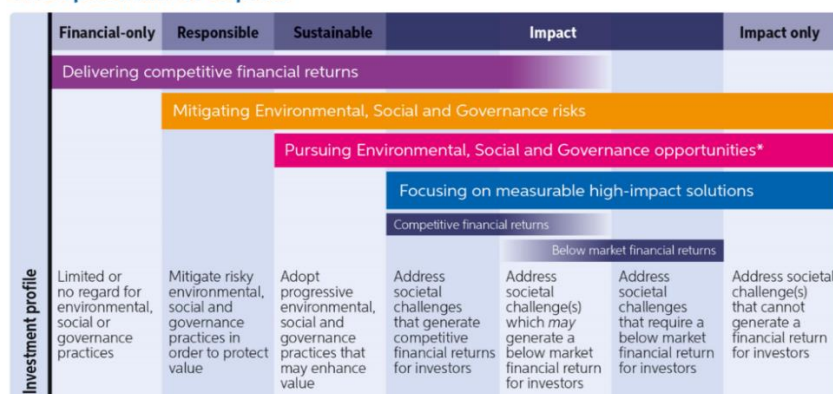 Financial-only Responsible Sustainable Impact Impact only
Delivering competitive financial returns
Mitigating Environmental, Social and Governance risks
Pursuing Environmental, Social and Governance opportunities*
Focusing on measurable high-impact solutions
Competitive financial returns
Below market financial returns
Investment profile
Limited or
no regard for
environmental,
social or
governance
practices
Mitigate risky
environmental,
social and
governance
practices in
order to protect
value
Adopt
progressive
environmental,
social and
governance
practices that
may enhance
value
Address
societal
challenges
that generate
competitive
financial returns
for investors
Address
societal
challenge(s)
which may
generate a
below market
financial return
for investors
Address
societal
challenges
that require a
below market
financial return
for investors
Address societal
challenge(s)
that cannot
generate a
financial return
for investors